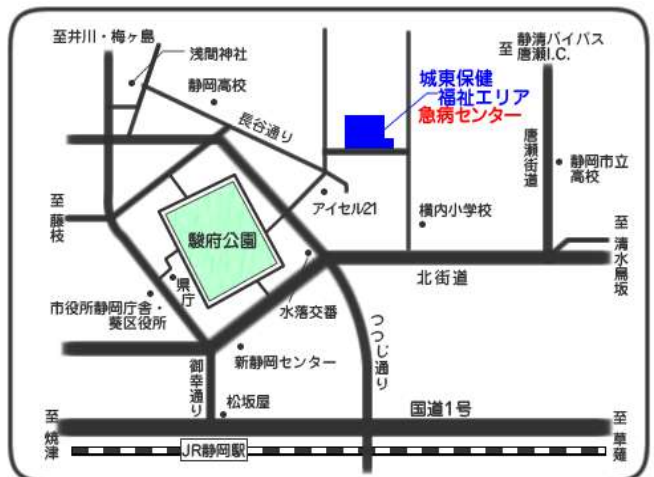 至井川・梅ヶ島
浅間神社
静岡高校
長谷通り
城東保健
福祉エリア
急病センター
至
静清バイパス
唐瀬I.C.
唐瀬街道
静岡市立
高校
アイセル21
横内小学校
至藤枝
駿府公園
県庁
市役所静岡庁舎・
葵区役所
水落交番
北街道
至清水鳥坂
つつじ通り
新静岡センター
御幸通り
松坂屋
国道1号
至焼津
至草薙
JR静岡駅